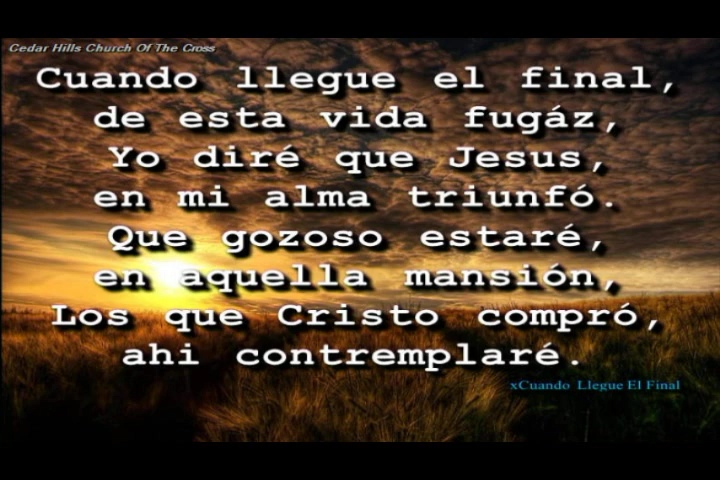 Cedar Hills Church Of The Cross
Cuando llegue el final,
de esta vida fugáz,
Yo diré que Jesus,
en mi alma triunfó.
Que gozoso estaré,
en aquella mansión,
Los que Cristo compró,
ahi contremplaré.
xCuando Llegue El Final